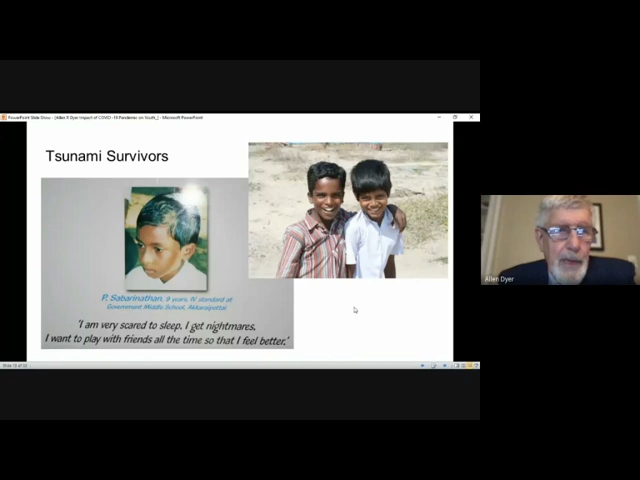 PowerPoint Slide Show - [Allen R Dyer Impact of COVID -19 Pandemic on Youth_] - Microsoft PowerPoint
Tsunami Survivors
P. Sabarinathan, 9 years, IV standard at
Government Middle School, Akkaraipettai
'I am very scared to sleep, I get nightmares.
I want to play with friends all the time so that I feel better.'
Allen Dyer